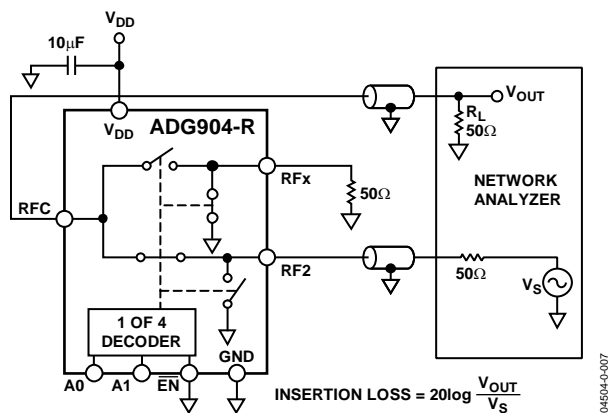 VDD
10µF
VDD
ADG904-R
VOUT
RL
50Ω
RFx
50Ω
NETWORK
ANALYZER
RFC
RF2
50Ω
VS
1 OF 4
DECODER
GND
A0
A1
EN
INSERTION LOSS = 20log VOUT
VS
04504-0-007